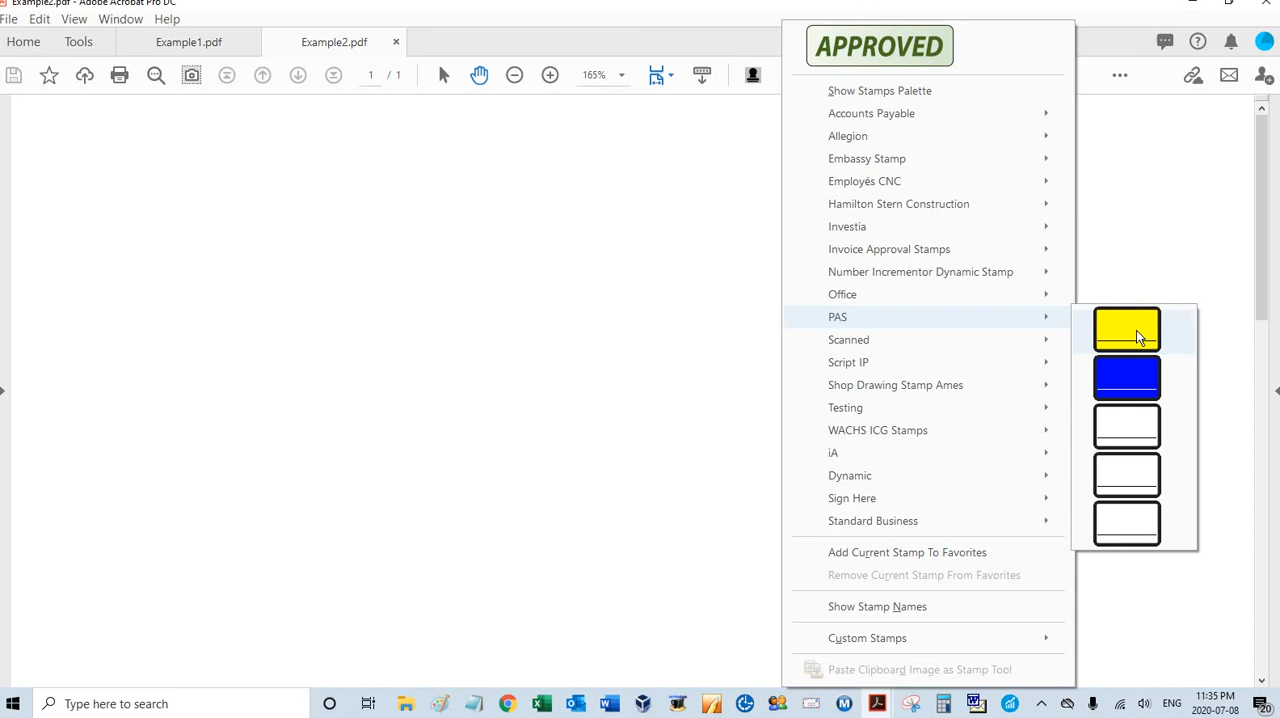 Example2.pdf - Adobe Acrobat Pro DC
File Edit View Window Help
Home Tools Example1.pdf Example2.pdf ×
1 / 1 165%
APPROVED
Show Stamps Palette
Accounts Payable
Allegion
Embassy Stamp
Employés CNC
Hamilton Stern Construction
Investia
Invoice Approval Stamps
Number Incrementor Dynamic Stamp
Office
PAS
Scanned
Script IP
Shop Drawing Stamp Ames
Testing
WACHS ICG Stamps
iA
Dynamic
Sign Here
Standard Business
Add Current Stamp To Favorites
Remove Current Stamp From Favorites
Show Stamp Names
Custom Stamps
Paste Clipboard Image as Stamp Tool
Type here to search
ENG
11:35 PM
2020-07-08
20